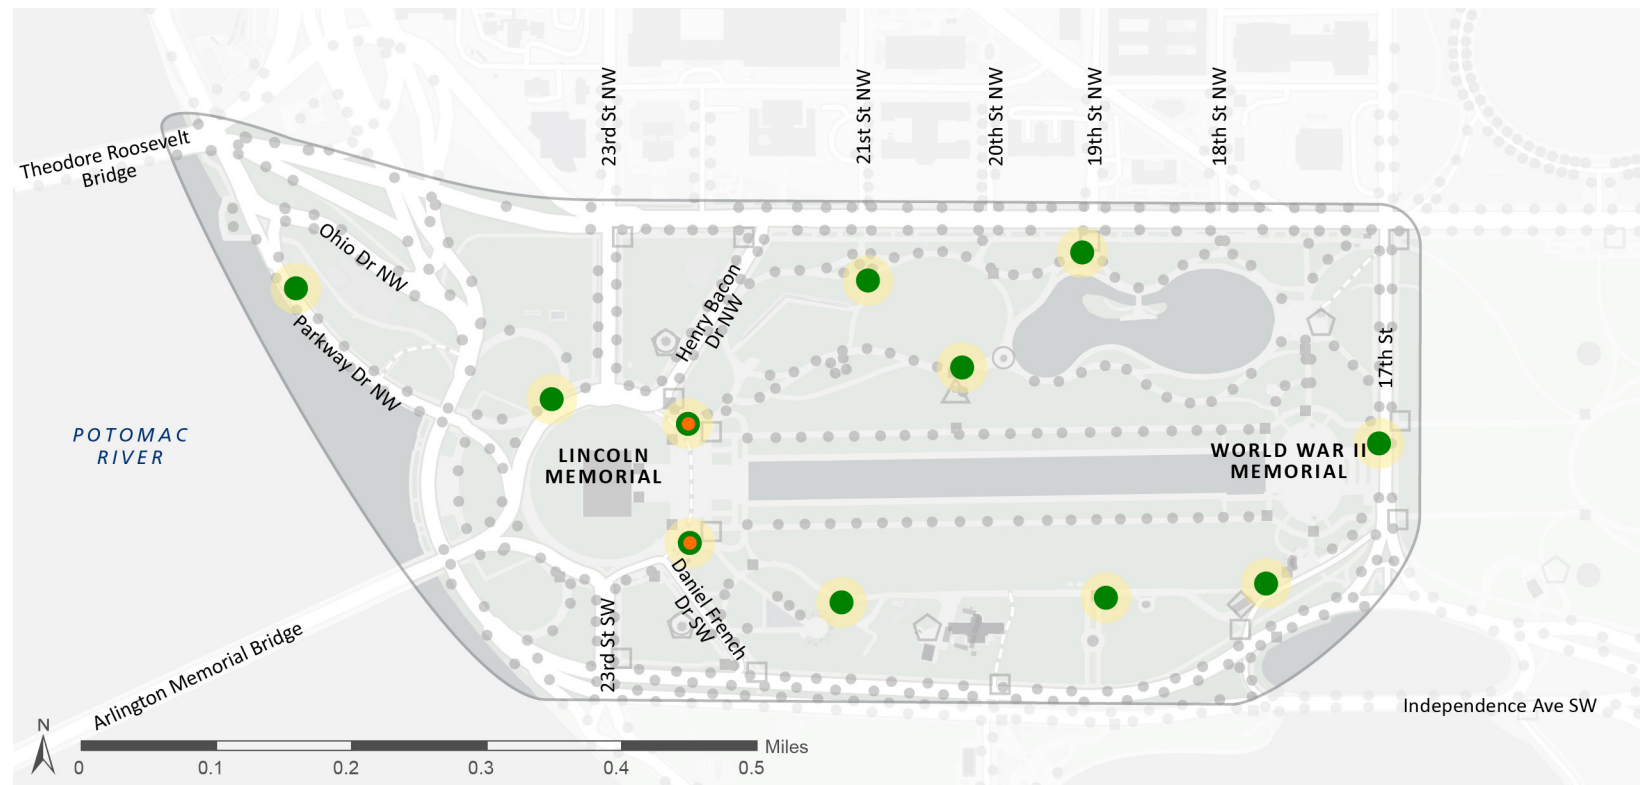 23rd St NW
21st St NW
20th St NW
19th St NW
18th St NW
Theodore Roosevelt
Bridge
Ohio Dr NW
Henry Bacon
Dr NW
Parkway Dr NW
17th St
POTOMAC
RIVER
LINCOLN
MEMORIAL
WORLD WAR II
MEMORIAL
Daniel French
Dr SW
23rd St SW
Arlington Memorial Bridge
Independence Ave SW
N
Miles
0
0.1
0.2
0.3
0.4
0.5